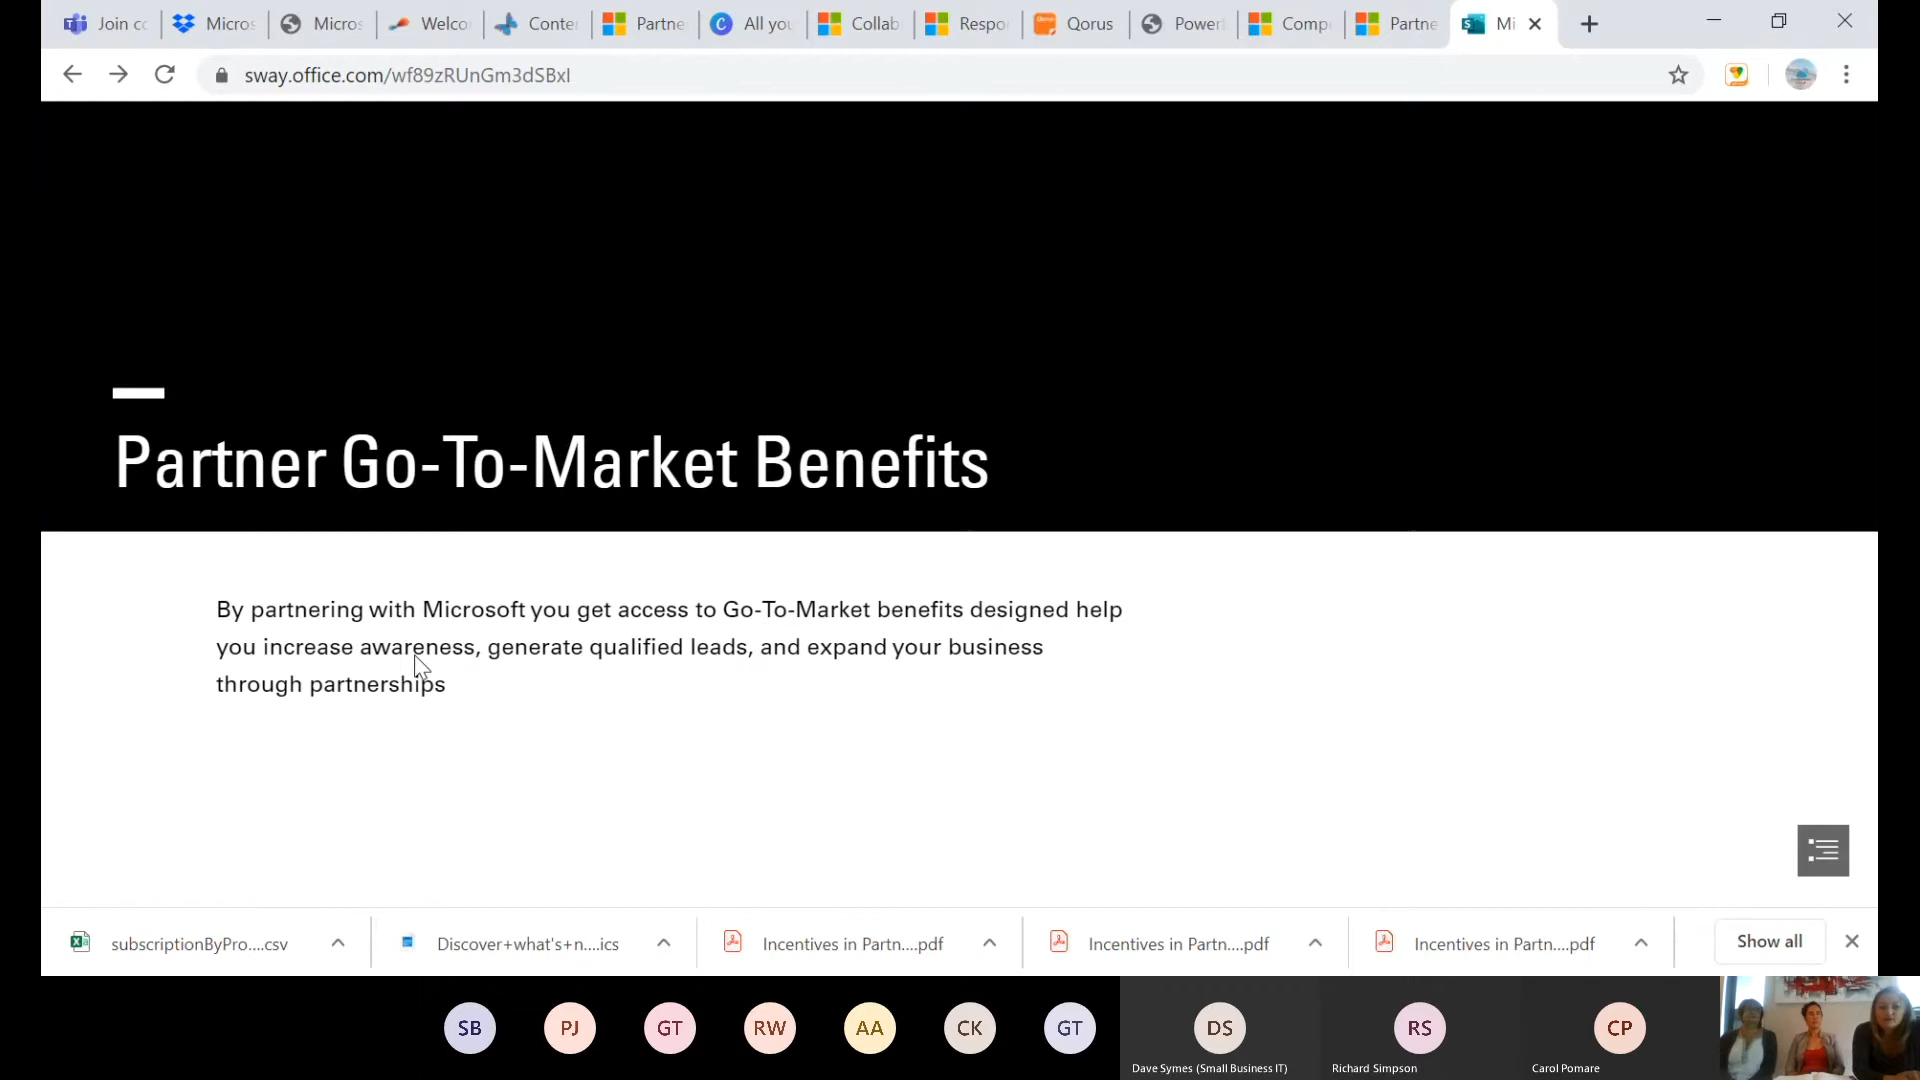 Join co
Micros
Micros
Welco
Conte
Partne
All you
Collab
Respo
Qorus
Power
Comp
Partne
Mi
sway.office.com/wf89zRUnGm3dSBxI
Partner Go-To-Market Benefits
By partnering with Microsoft you get access to Go-To-Market benefits designed help
you increase awareness, generate qualified leads, and expand your business
through partnerships
subscriptionByPro....csv
Discover+what's+n....ics
Incentives in Partn....pdf
Incentives in Partn....pdf
Incentives in Partn....pdf
Show all
SB
PJ
GT
RW
AA
CK
GT
DS
RS
CP
Dave Symes (Small Business IT)
Richard Simpson
Carol Pomare